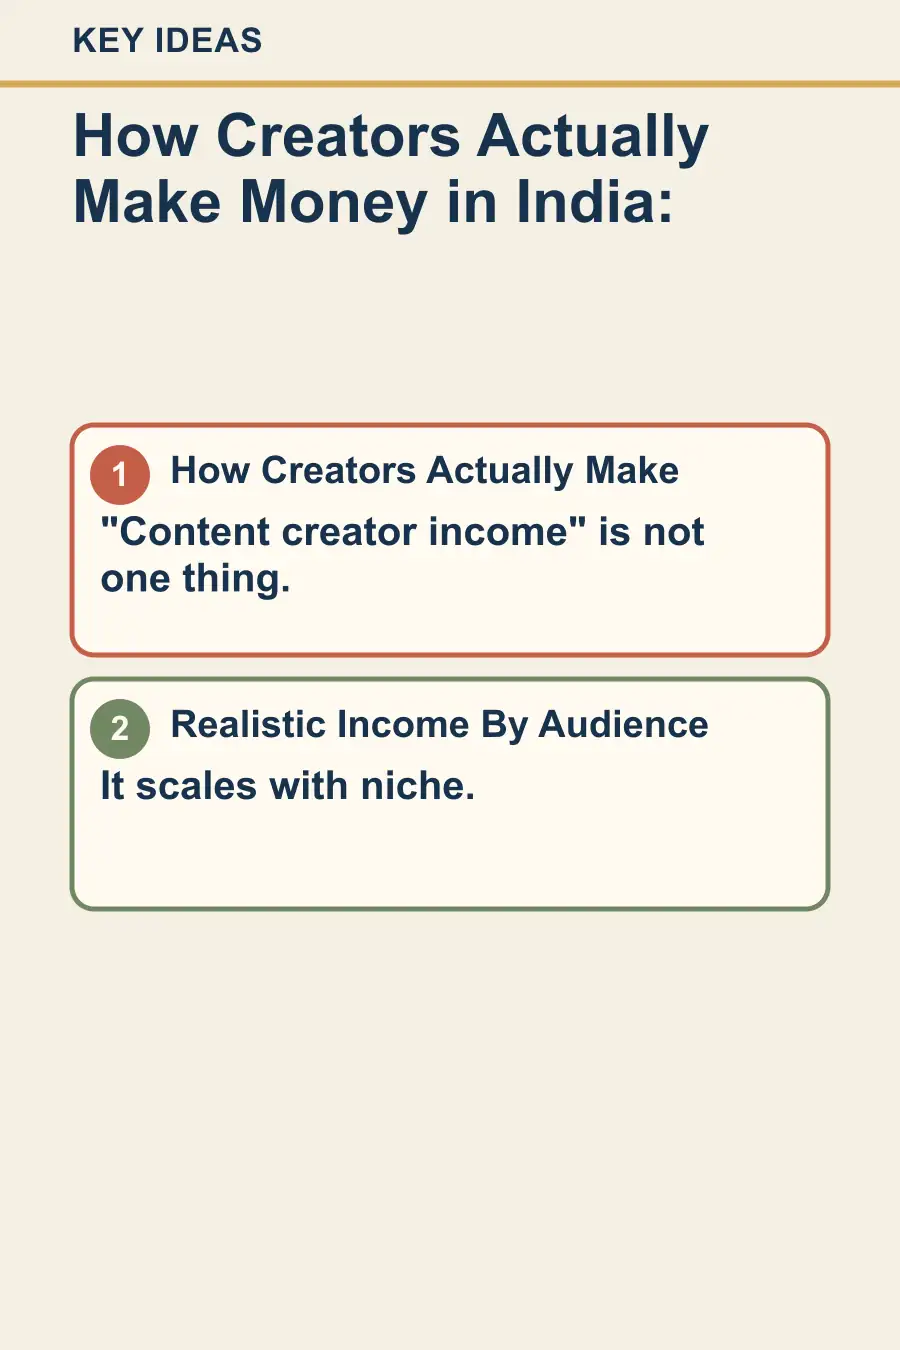 KEY IDEAS
How Creators Actually
Make Money in India:
1 How Creators Actually Make
"Content creator income" is not
one thing.
2 Realistic Income By Audience
It scales with niche.